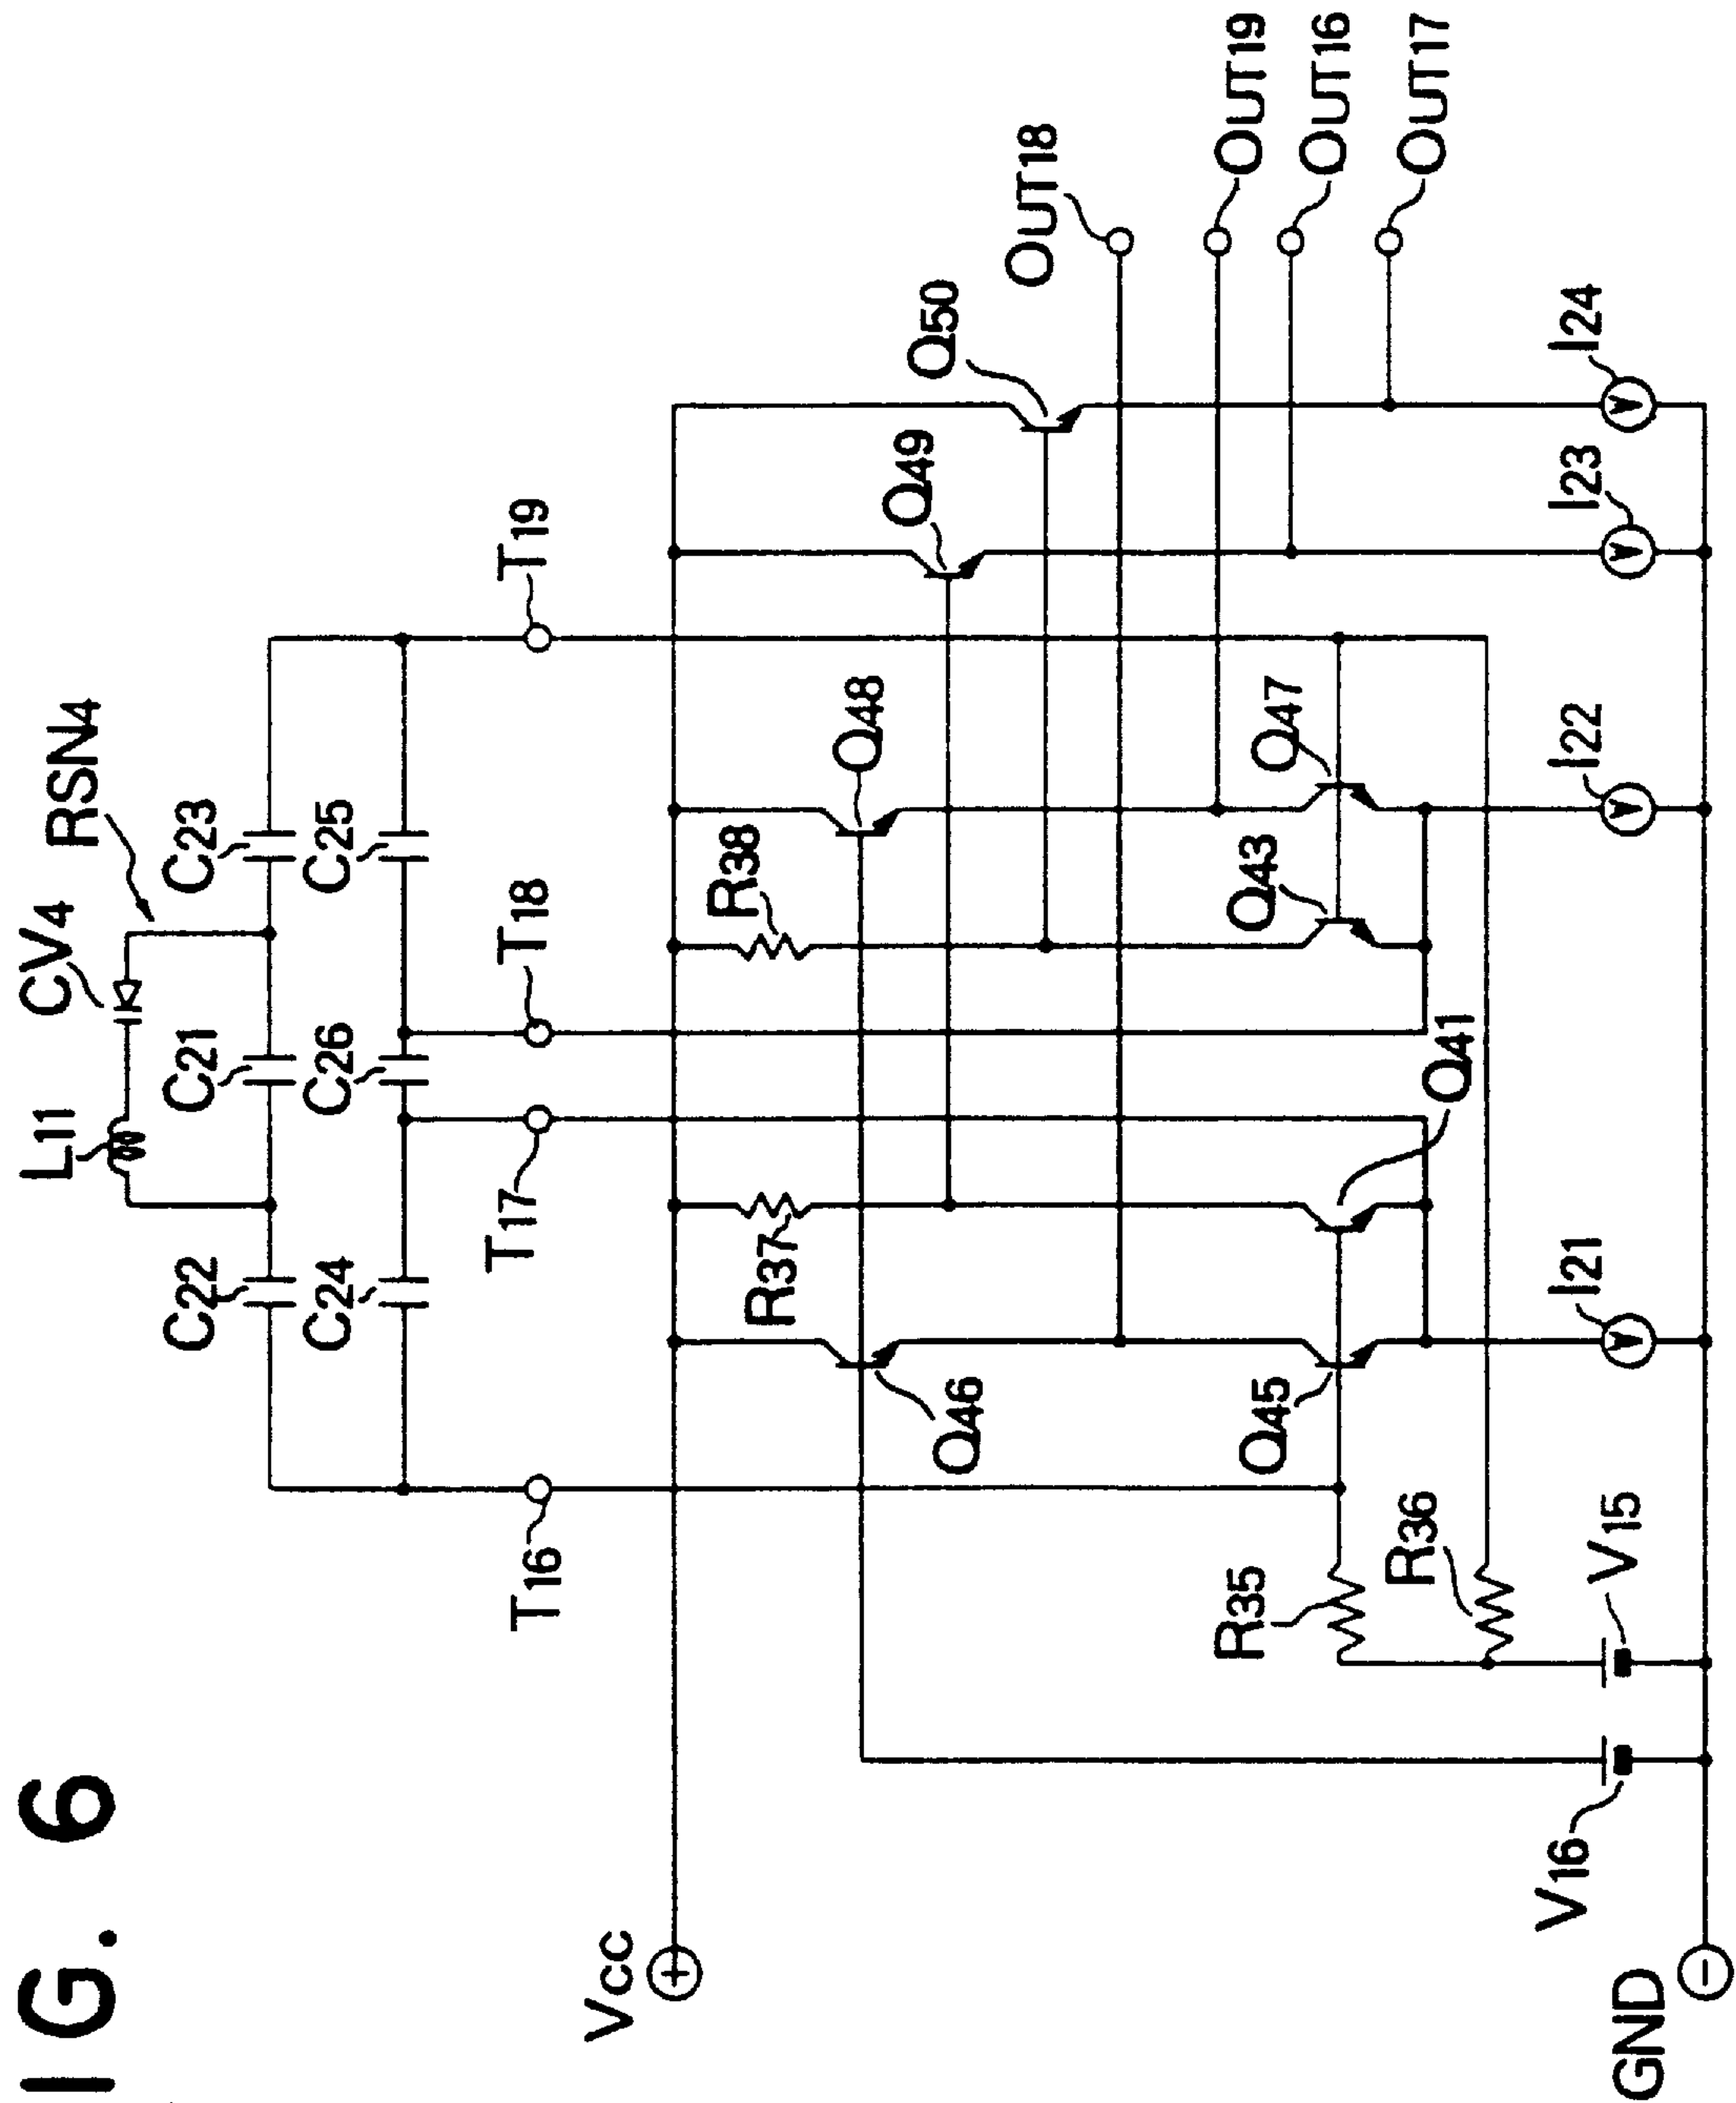 IG. 6
RSN4
CV4
L11
C22
C21
C23
C24
C26
C25
T16
T17
T18
T19
Vcc
R37
R38
Q46
Q48
Q49
Q50
OUT18
OUT19
OUT16
OUT17
Q45
Q41
Q43
Q47
R35
R36
V16
V15
I21
I22
I23
I24
GND